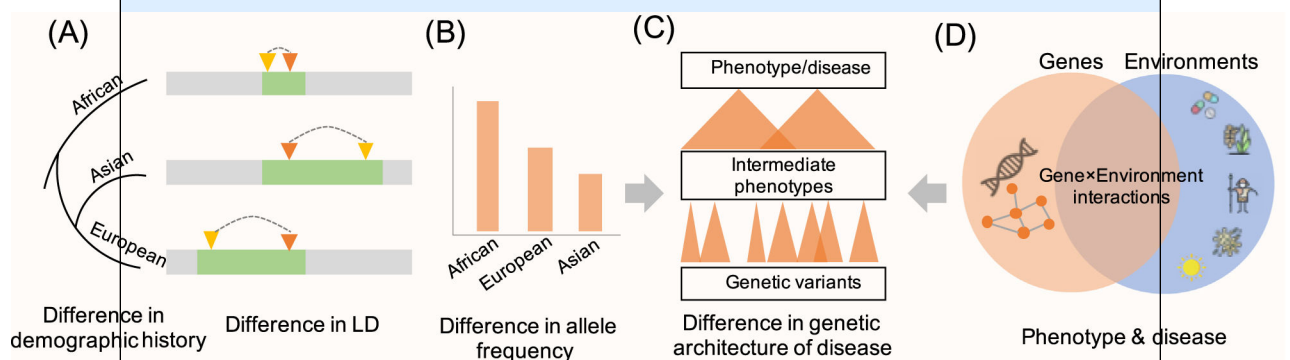 (A)
African
Asian
European
Difference in
demographic history
Difference in LD
(B)
African
European
Asian
Difference in allele
frequency
(C)
Phenotype/disease
Intermediate
phenotypes
Genetic variants
Difference in genetic
architecture of disease
(D)
Genes
Environments
Gene×Environment
interactions
Phenotype & disease